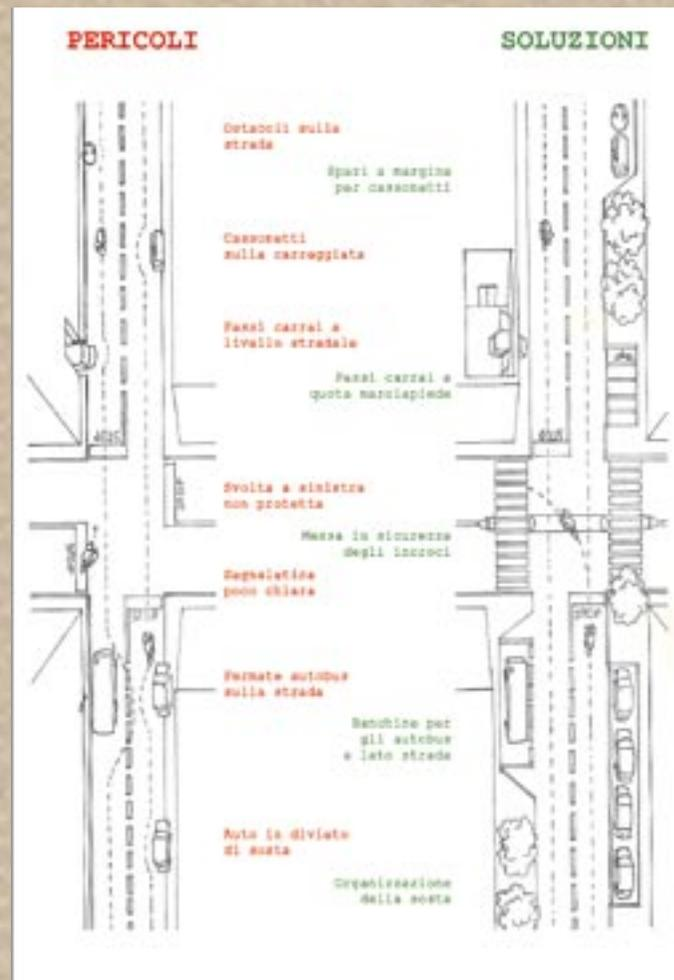 PERICOLI
SOLUZIONI
Ostacoli sulla
strada
Spazi a margine
per cassonetti
Cassonetti
sulla carreggiata
Passi carrai a
livello stradale
Passi carrai a
quota marciapiede
Svolta a sinistra
non protetta
Messa in sicurezza
degli incroci
Segnaletica
poco chiara
Fermate autobus
sulla strada
Banchine per
gli autobus
a lato strada
Auto in divieto
di sosta
Organizzazione
della sosta
STOP